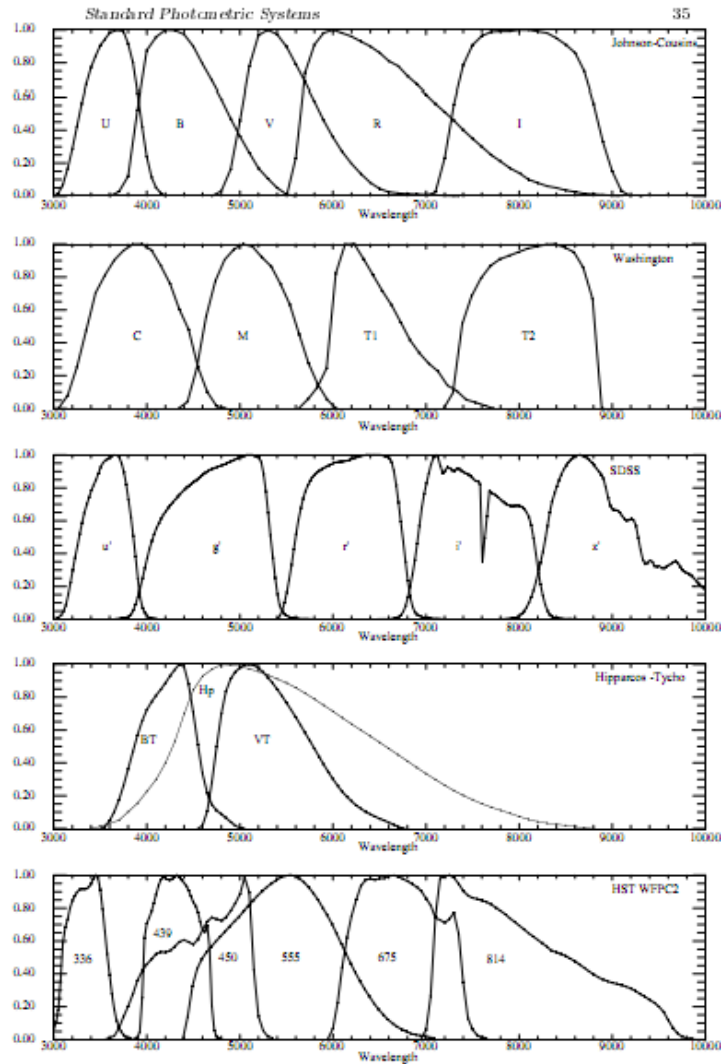 Standard Photometric Systems 35
1.00
0.80
0.60
0.40
0.20
0.00
Johnson-Cousins
U B V R I
3000 4000 5000 6000 7000 8000 9000 10000
Wavelength
1.00
0.80
0.60
0.40
0.20
0.00
Washington
C M T1 T2
3000 4000 5000 6000 7000 8000 9000 10000
Wavelength
1.00
0.80
0.60
0.40
0.20
0.00
SDSS
u' g' r' i' z'
3000 4000 5000 6000 7000 8000 9000 10000
Wavelength
1.00
0.80
0.60
0.40
0.20
0.00
Hipparcos -Tycho
Hp
BT VT
3000 4000 5000 6000 7000 8000 9000 10000
Wavelength
1.00
0.80
0.60
0.40
0.20
0.00
HST WFPC2
439
336 450 555 675 814
3000 4000 5000 6000 7000 8000 9000 10000
Wavelength